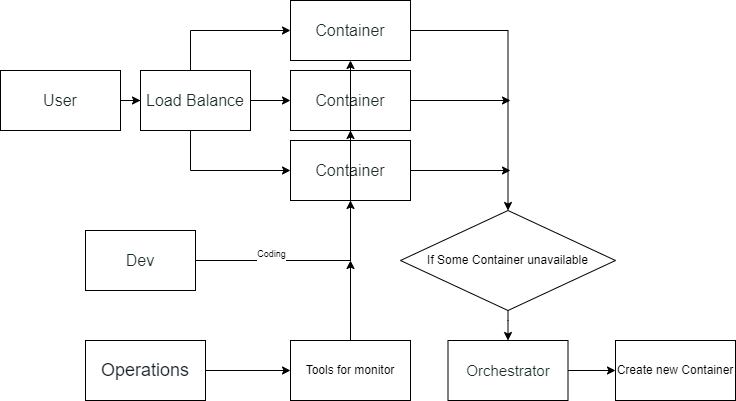 Container
User
Load Balance
Container
Container
Dev
Coding
If Some Container unavailable
Operations
Tools for monitor
Orchestrator
Create new Container